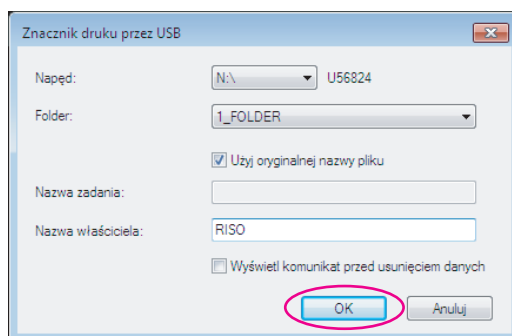 Znacznik druku przez USB
Napęd: N:\ U56824
Folder: 1_FOLDER
Użyj oryginalnej nazwy pliku
Nazwa zadania:
Nazwa właściciela: RISO
Wyświetl komunikat przed usunięciem danych
OK Anuluj